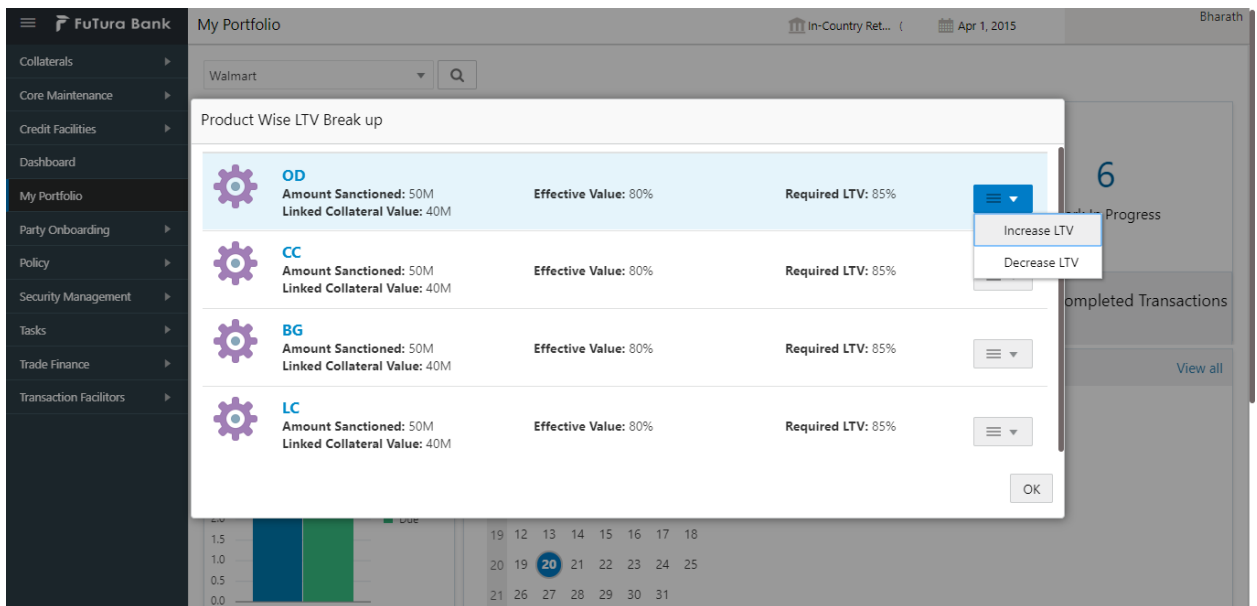 FuTura Bank
My Portfolio
In-Country Ret... (
Apr 1, 2015
Bharath
Collaterals
Core Maintenance
Credit Facilities
Dashboard
My Portfolio
Party Onboarding
Policy
Security Management
Tasks
Trade Finance
Transaction Facilitors
Walmart
Product Wise LTV Break up
OD
Amount Sanctioned: 50M
Linked Collateral Value: 40M
Effective Value: 80%
Required LTV: 85%
Increase LTV
Decrease LTV
CC
Amount Sanctioned: 50M
Linked Collateral Value: 40M
Effective Value: 80%
Required LTV: 85%
BG
Amount Sanctioned: 50M
Linked Collateral Value: 40M
Effective Value: 80%
Required LTV: 85%
LC
Amount Sanctioned: 50M
Linked Collateral Value: 40M
Effective Value: 80%
Required LTV: 85%
OK
6
Progress
ompleted Transactions
View all
1.5
1.0
0.5
0.0
19 12 13 14 15 16 17 18
20 19 20 21 22 23 24 25
21 26 27 28 29 30 31